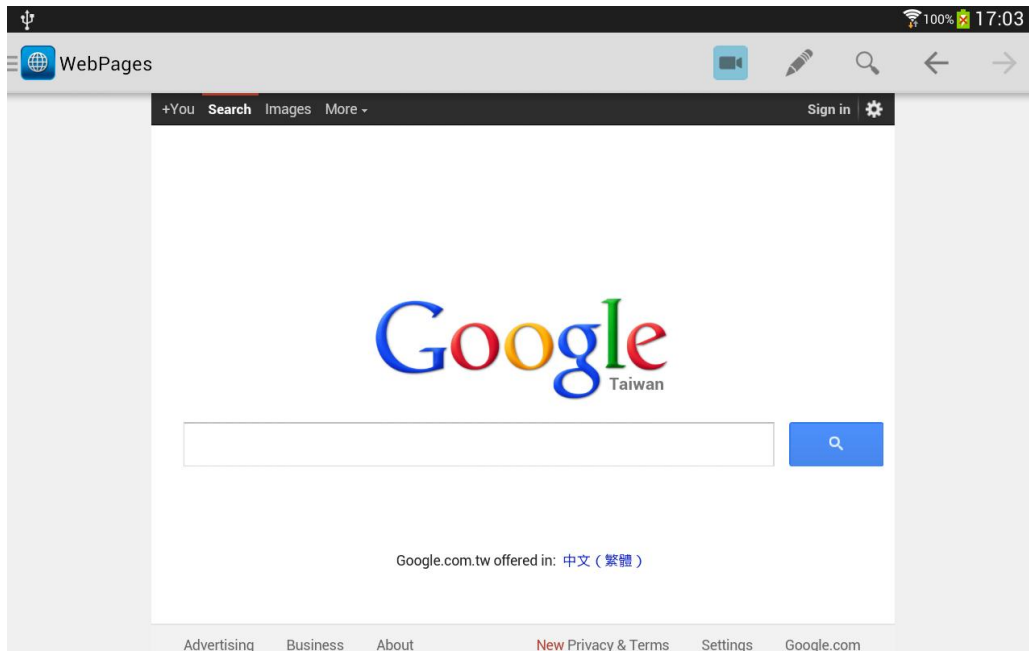 100% 17:03
WebPages
+You Search Images More Sign in
Google
Taiwan
Google.com.tw offered in: 中文 ( 繁體 )
Advertising Business About New Privacy & Terms Settings Google.com